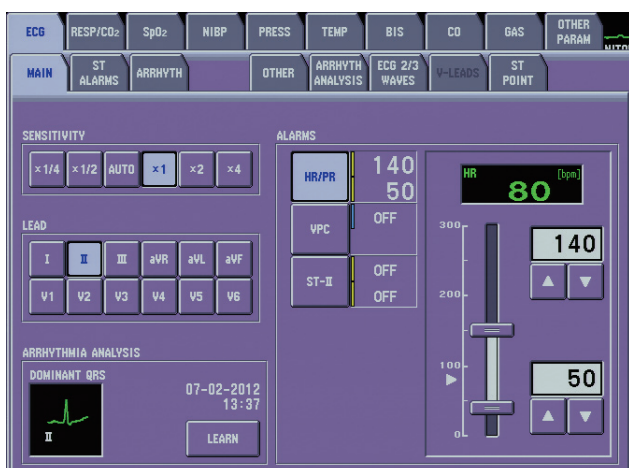 ECG RESP/CO2 SpO2 NIBP PRESS TEMP BIS CO GAS OTHER PARAM
MAIN ST ALARMS ARRHYTH OTHER ARRHYTH ANALYSIS ECG 2/3 WAVES V-LEADS ST POINT
SENSITIVITY
×1/4 ×1/2 AUTO ×1 ×2 ×4
LEAD
I II III aVR aVL aVF
V1 V2 V3 V4 V5 V6
ARRHYTHMIA ANALYSIS
DOMINANT QRS
II
07-02-2012
13:37
LEARN
ALARMS
HR/PR 140
50
VPC OFF
ST-II OFF
OFF
HR [bpm]
80
300
200
100
0
140
50